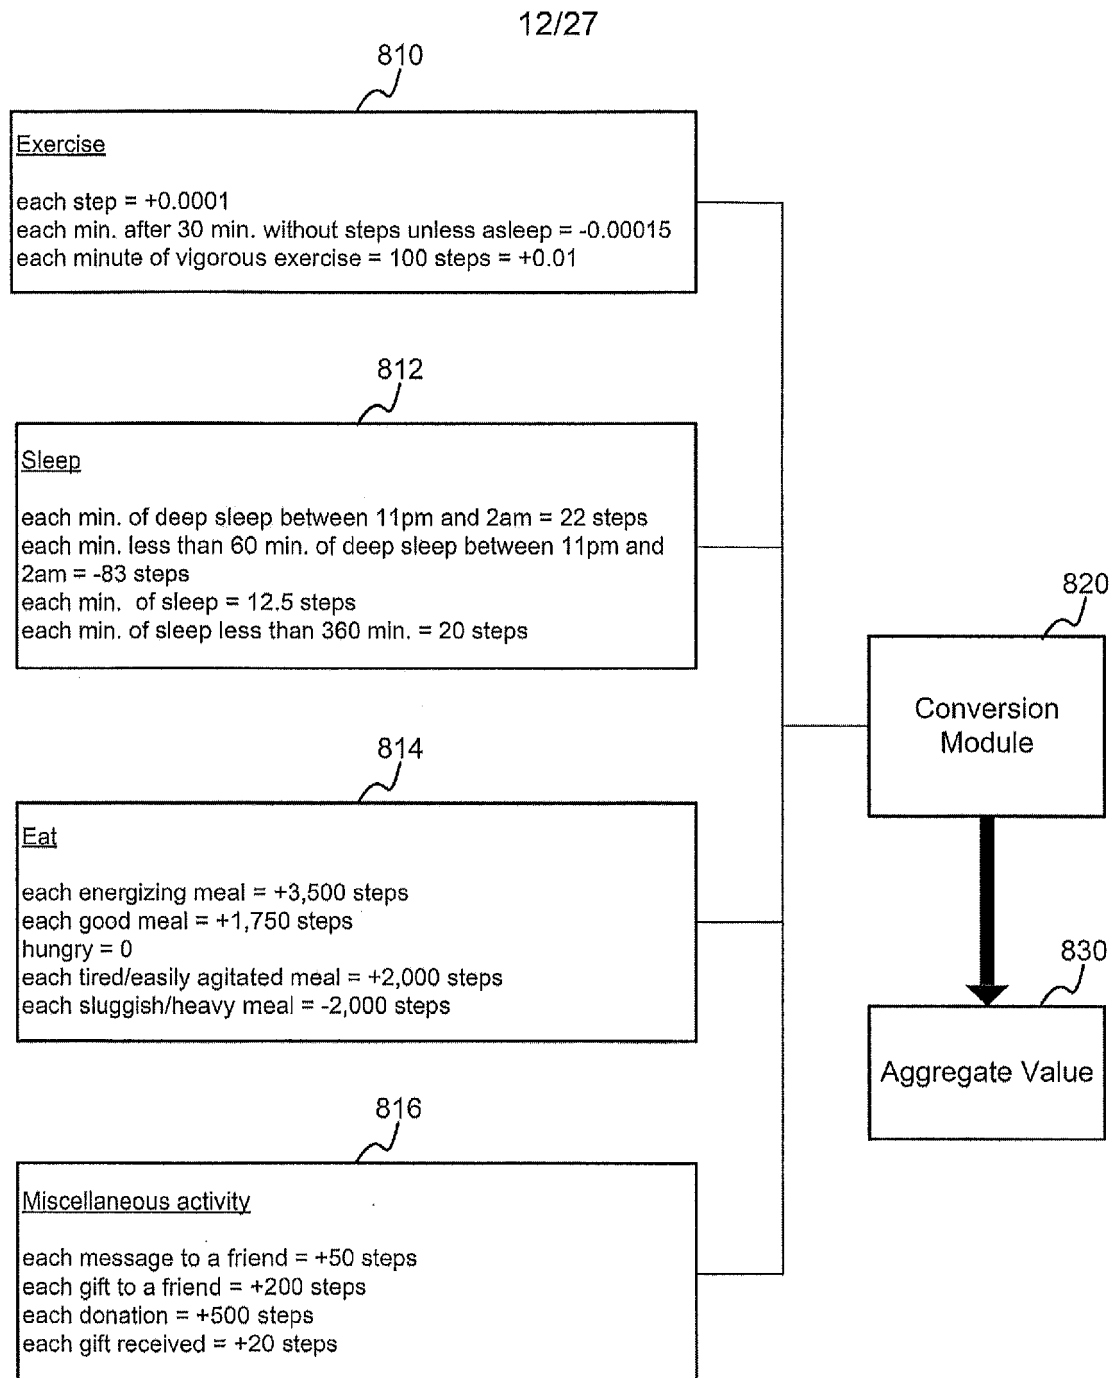 12/27
810
Exercise
each step = +0.0001
each min. after 30 min. without steps unless asleep = -0.00015
each minute of vigorous exercise = 100 steps = +0.01
812
Sleep
each min. of deep sleep between 11pm and 2am = 22 steps
each min. less than 60 min. of deep sleep between 11pm and
2am = -83 steps
each min. of sleep = 12.5 steps
each min. of sleep less than 360 min. = 20 steps
814
Eat
each energizing meal = +3,500 steps
each good meal = +1,750 steps
hungry = 0
each tired/easily agitated meal = +2,000 steps
each sluggish/heavy meal = -2,000 steps
816
Miscellaneous activity
each message to a friend = +50 steps
each gift to a friend = +200 steps
each donation = +500 steps
each gift received = +20 steps
820
Conversion
Module
830
Aggregate Value